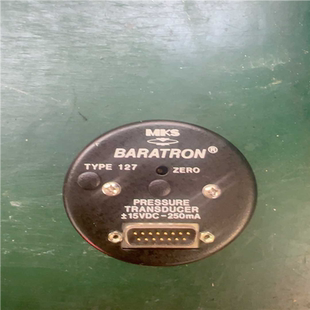 MKS
BARATRON®
TYPE 127
ZERO
PRESSURE
TRANSDUCER
±15VDC-250mA